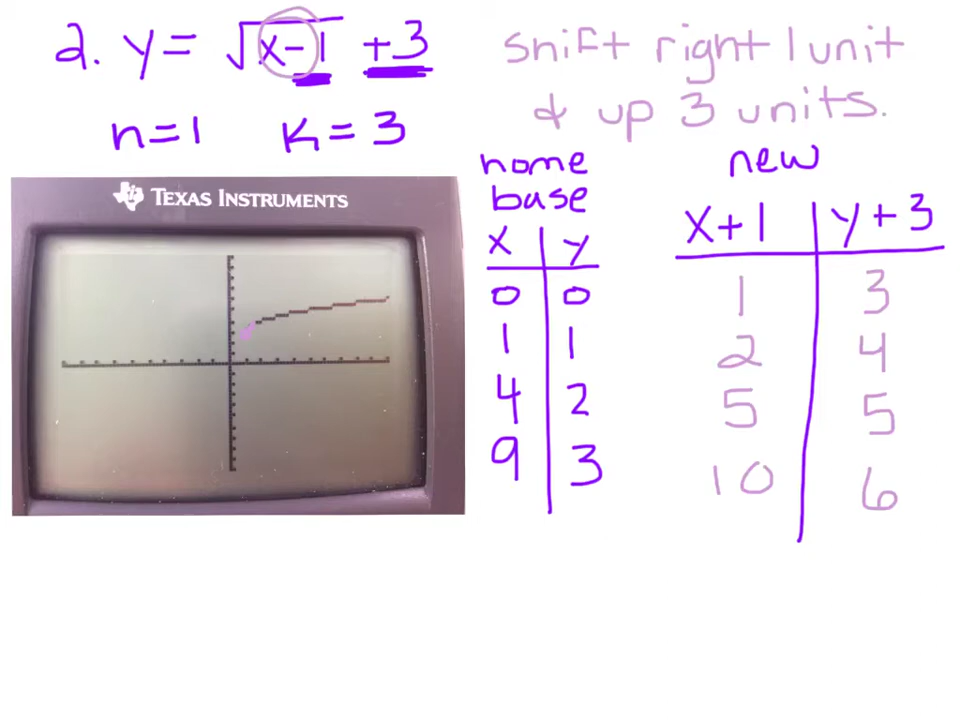 2. y = √x-1 +3
shift right 1 unit
& up 3 units.
h=1 k=3
TEXAS INSTRUMENTS
home
base
x y
0 0
1 1
4 2
9 3
new
x+1 y+3
1 3
2 4
5 5
10 6